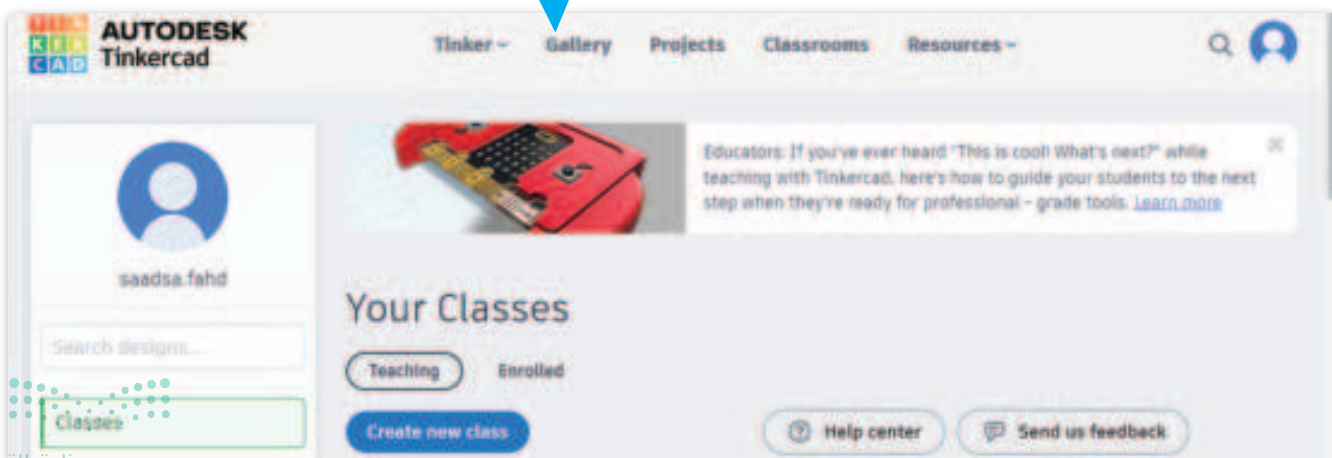 TINKERCAD
AUTODESK
Tinkercad
Tinker
Gallery
Projects
Classrooms
Resources
Educators: If you've ever heard "This is cool! What's next?" while
teaching with Tinkercad, here's how to guide your students to the next
step when they're ready for professional - grade tools. Learn more
saadsa.fahd
Search designs...
Classes
Your Classes
Teaching
Enrolled
Create new class
Help center
Send us feedback